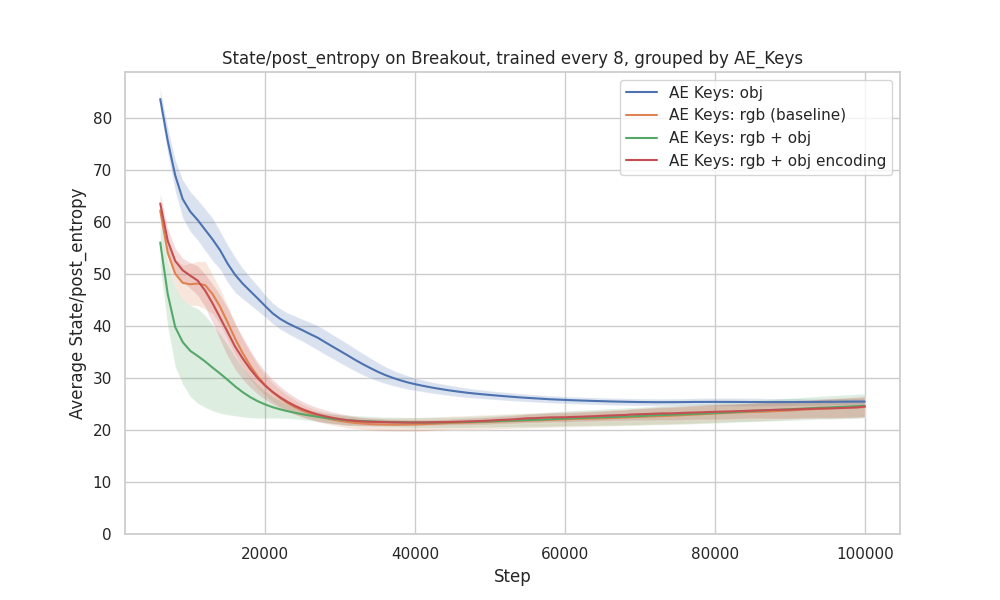 State/post_entropy on Breakout, trained every 8, grouped by AE_Keys
AE Keys: obj
AE Keys: rgb (baseline)
AE Keys: rgb + obj
AE Keys: rgb + obj encoding
Average State/post_entropy
80
70
60
50
40
30
20
10
0
20000
40000
60000
80000
100000
Step